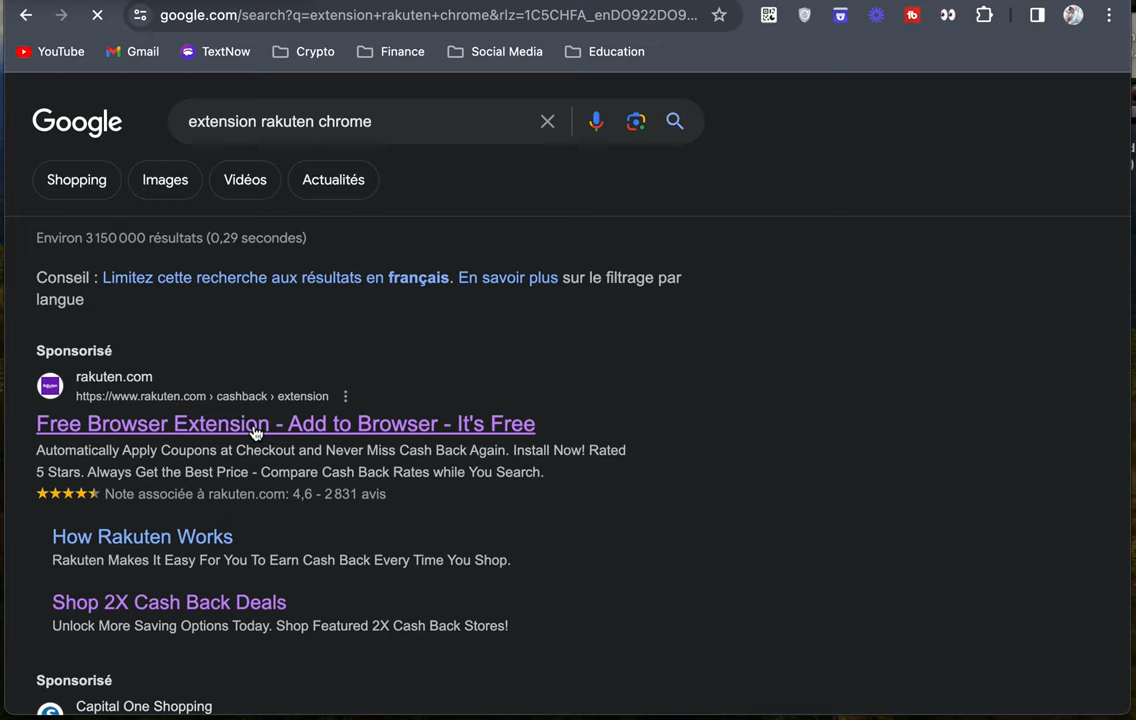 google.com/search?q=extension+rakuten+chrome&rlz=1C5CHFA_enDO922DO9...
YouTube Gmail TextNow Crypto Finance Social Media Education
Google extension rakuten chrome
Shopping Images Vidéos Actualités
Environ 3 150 000 résultats (0,29 secondes)
Conseil : Limitez cette recherche aux résultats en français. En savoir plus sur le filtrage par
langue
Sponsorisé
rakuten.com
https://www.rakuten.com › cashback › extension
Free Browser Extension - Add to Browser - It's Free
Automatically Apply Coupons at Checkout and Never Miss Cash Back Again. Install Now! Rated
5 Stars. Always Get the Best Price - Compare Cash Back Rates while You Search.
Note associée à rakuten.com: 4,6 - 2 831 avis
How Rakuten Works
Rakuten Makes It Easy For You To Earn Cash Back Every Time You Shop.
Shop 2X Cash Back Deals
Unlock More Saving Options Today. Shop Featured 2X Cash Back Stores!
Sponsorisé
Capital One Shopping